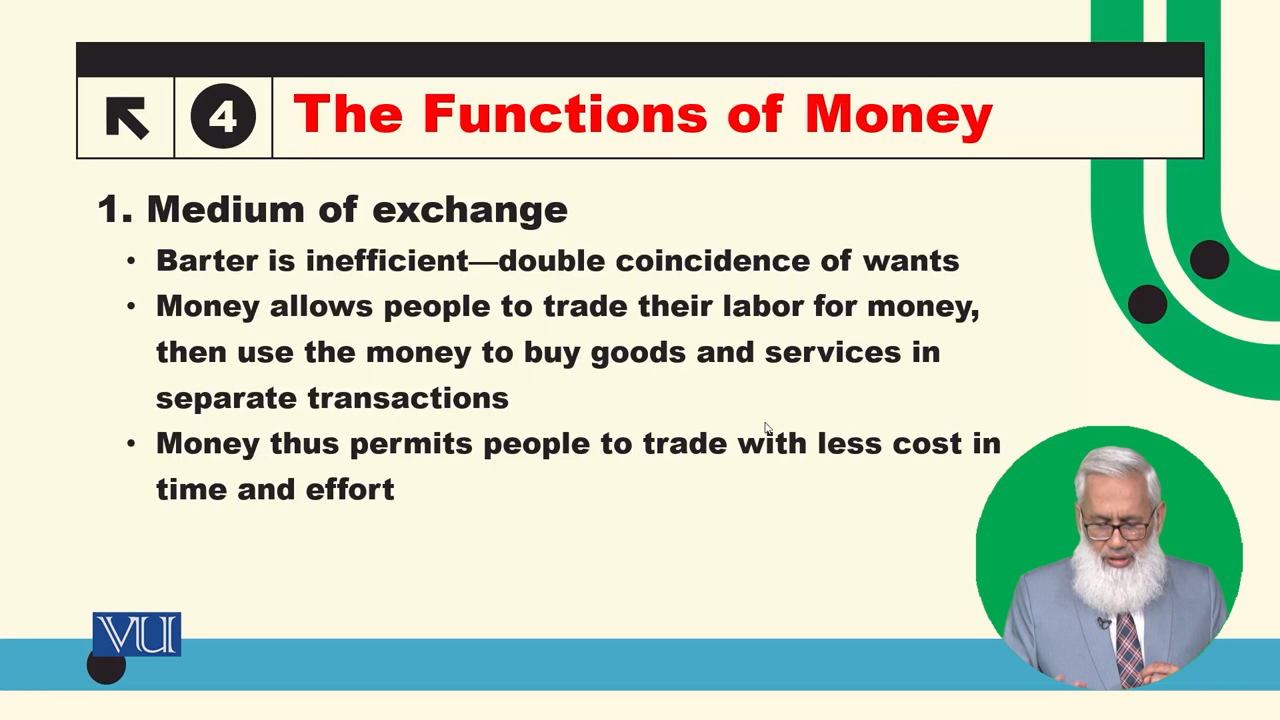 4 The Functions of Money
1. Medium of exchange
• Barter is inefficient—double coincidence of wants
• Money allows people to trade their labor for money,
then use the money to buy goods and services in
separate transactions
• Money thus permits people to trade with less cost in
time and effort
VU